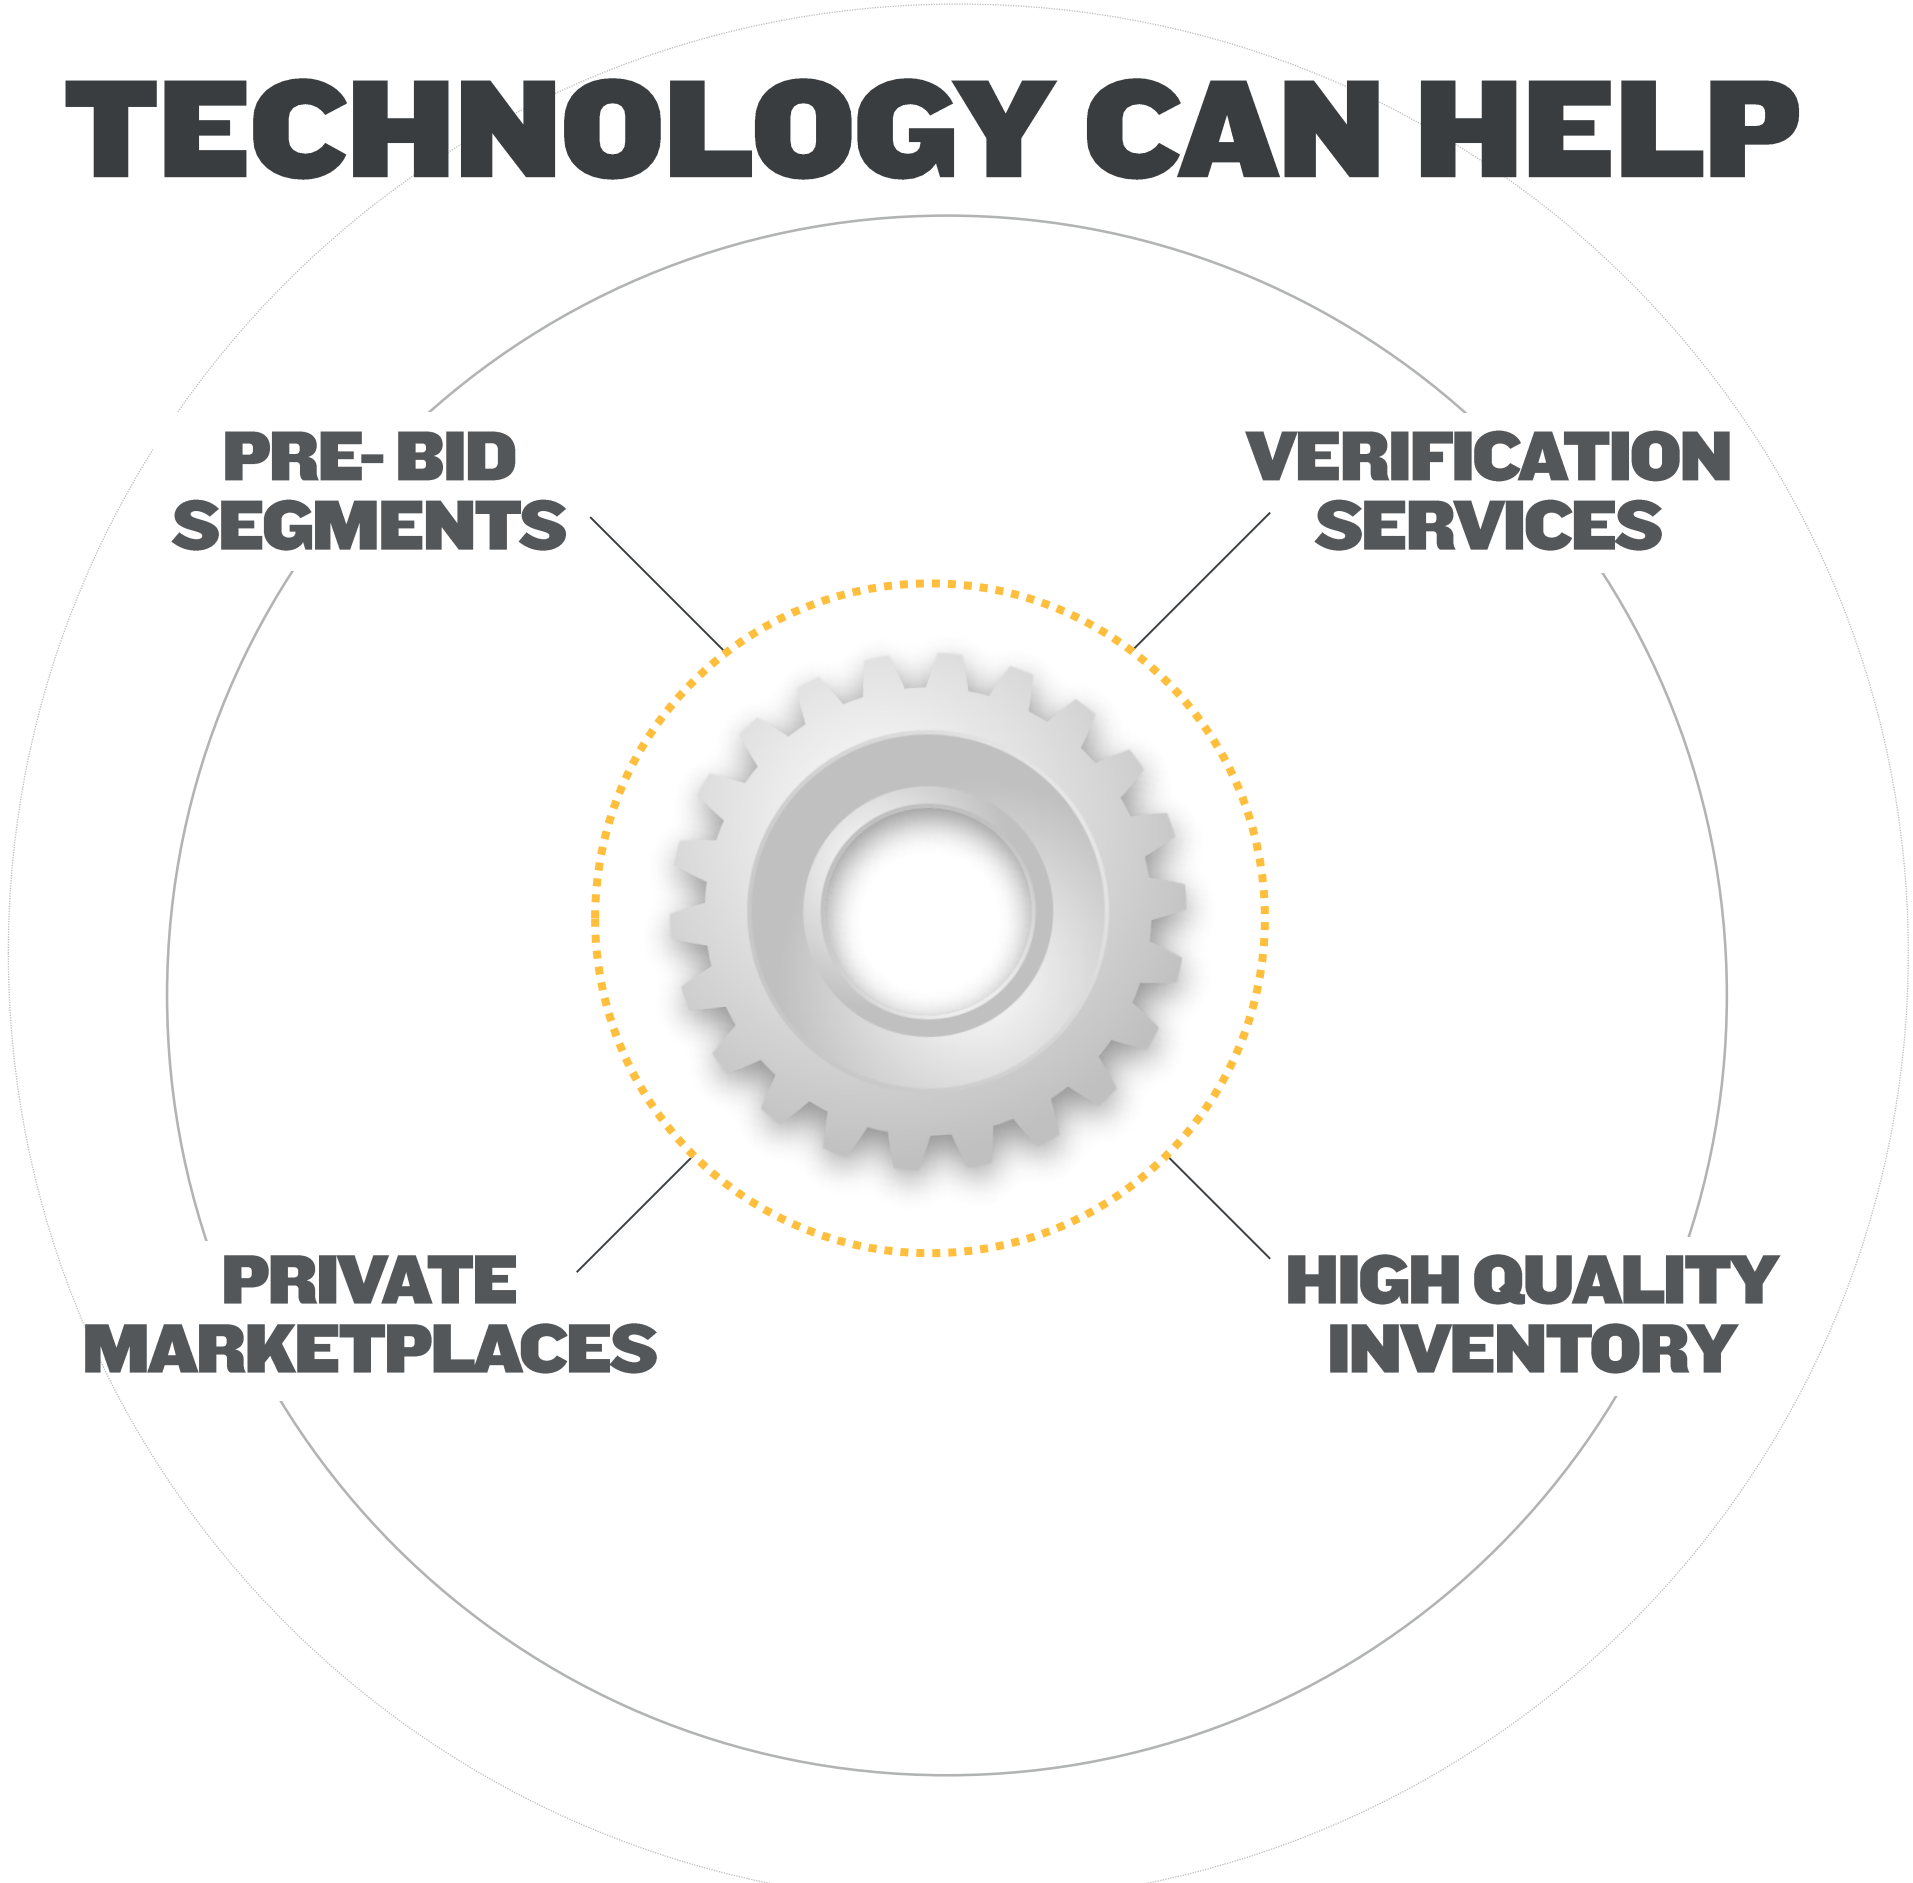 TECHNOLOGY CAN HELP
PRE- BID
SEGMENTS
VERIFICATION
SERVICES
PRIVATE
MARKETPLACES
HIGH QUALITY
INVENTORY